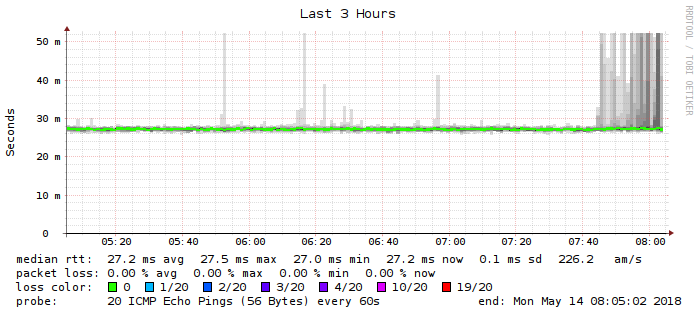 Last 3 Hours
RRDTOOL / TOBI OETIKER
Seconds
50 m
40 m
30 m
20 m
10 m
0
05:20 05:40 06:00 06:20 06:40 07:00 07:20 07:40 08:00
median rtt: 27.2 ms avg 27.5 ms max 27.0 ms min 27.2 ms now 0.1 ms sd 226.2 am/s
packet loss: 0.00 % avg 0.00 % max 0.00 % min 0.00 % now
loss color: 0 1/20 2/20 3/20 4/20 10/20 19/20
probe: 20 ICMP Echo Pings (56 Bytes) every 60s end: Mon May 14 08:05:02 2018